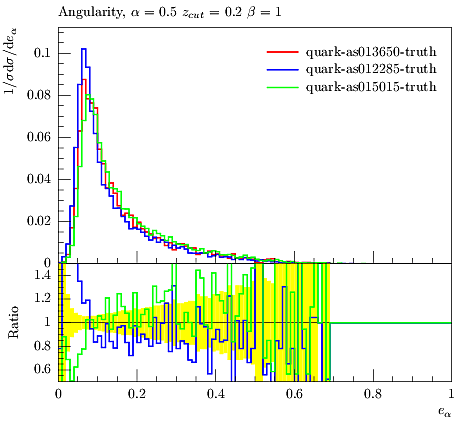 Angularity, α = 0.5 z_cut = 0.2 β = 1
1/σ dσ/de_α
0.1
0.08
0.06
0.04
0.02
0
quark-as013650-truth
quark-as012285-truth
quark-as015015-truth
Ratio
1.4
1.2
1
0.8
0.6
0 0.2 0.4 0.6 0.8 1
e_α